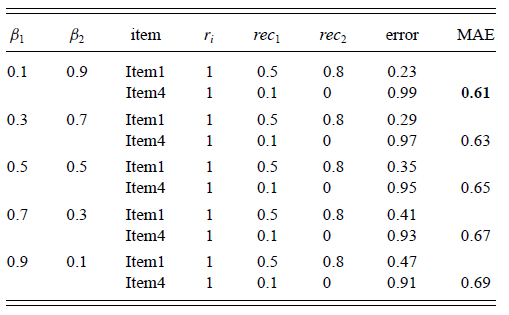 β1 β2 item ri rec1 rec2 error MAE
0.1 0.9 Item1 1 0.5 0.8 0.23
Item4 1 0.1 0 0.99 0.61
0.3 0.7 Item1 1 0.5 0.8 0.29
Item4 1 0.1 0 0.97 0.63
0.5 0.5 Item1 1 0.5 0.8 0.35
Item4 1 0.1 0 0.95 0.65
0.7 0.3 Item1 1 0.5 0.8 0.41
Item4 1 0.1 0 0.93 0.67
0.9 0.1 Item1 1 0.5 0.8 0.47
Item4 1 0.1 0 0.91 0.69